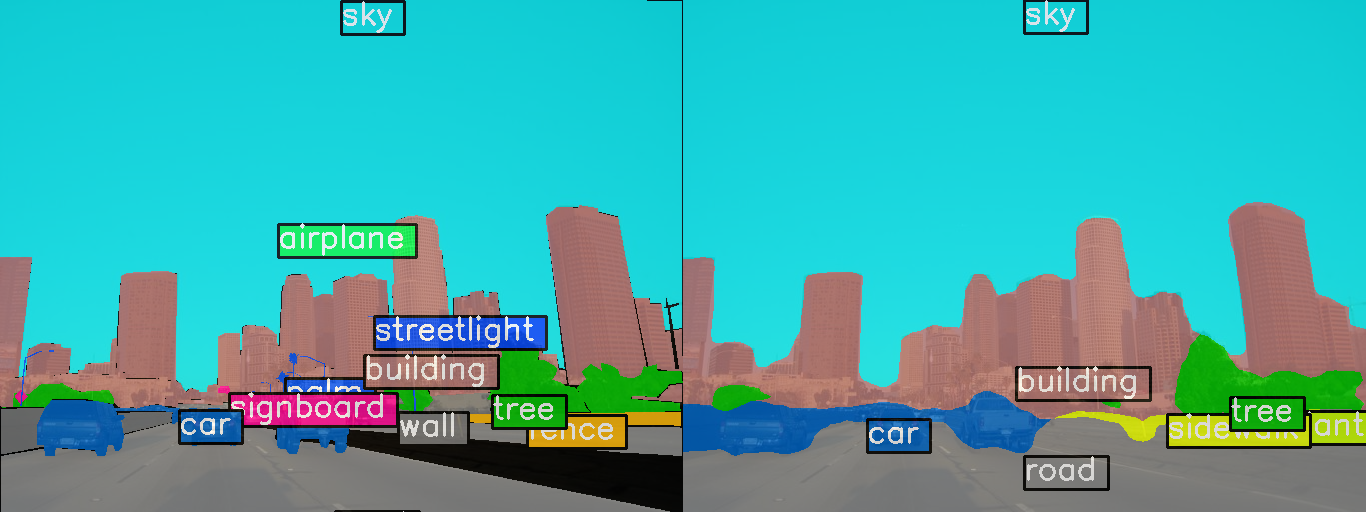 sky
airplane
streetlight
building
palm
signboard
car
wall
tree
fence
sky
building
car
sidewalk
tree
ant
road